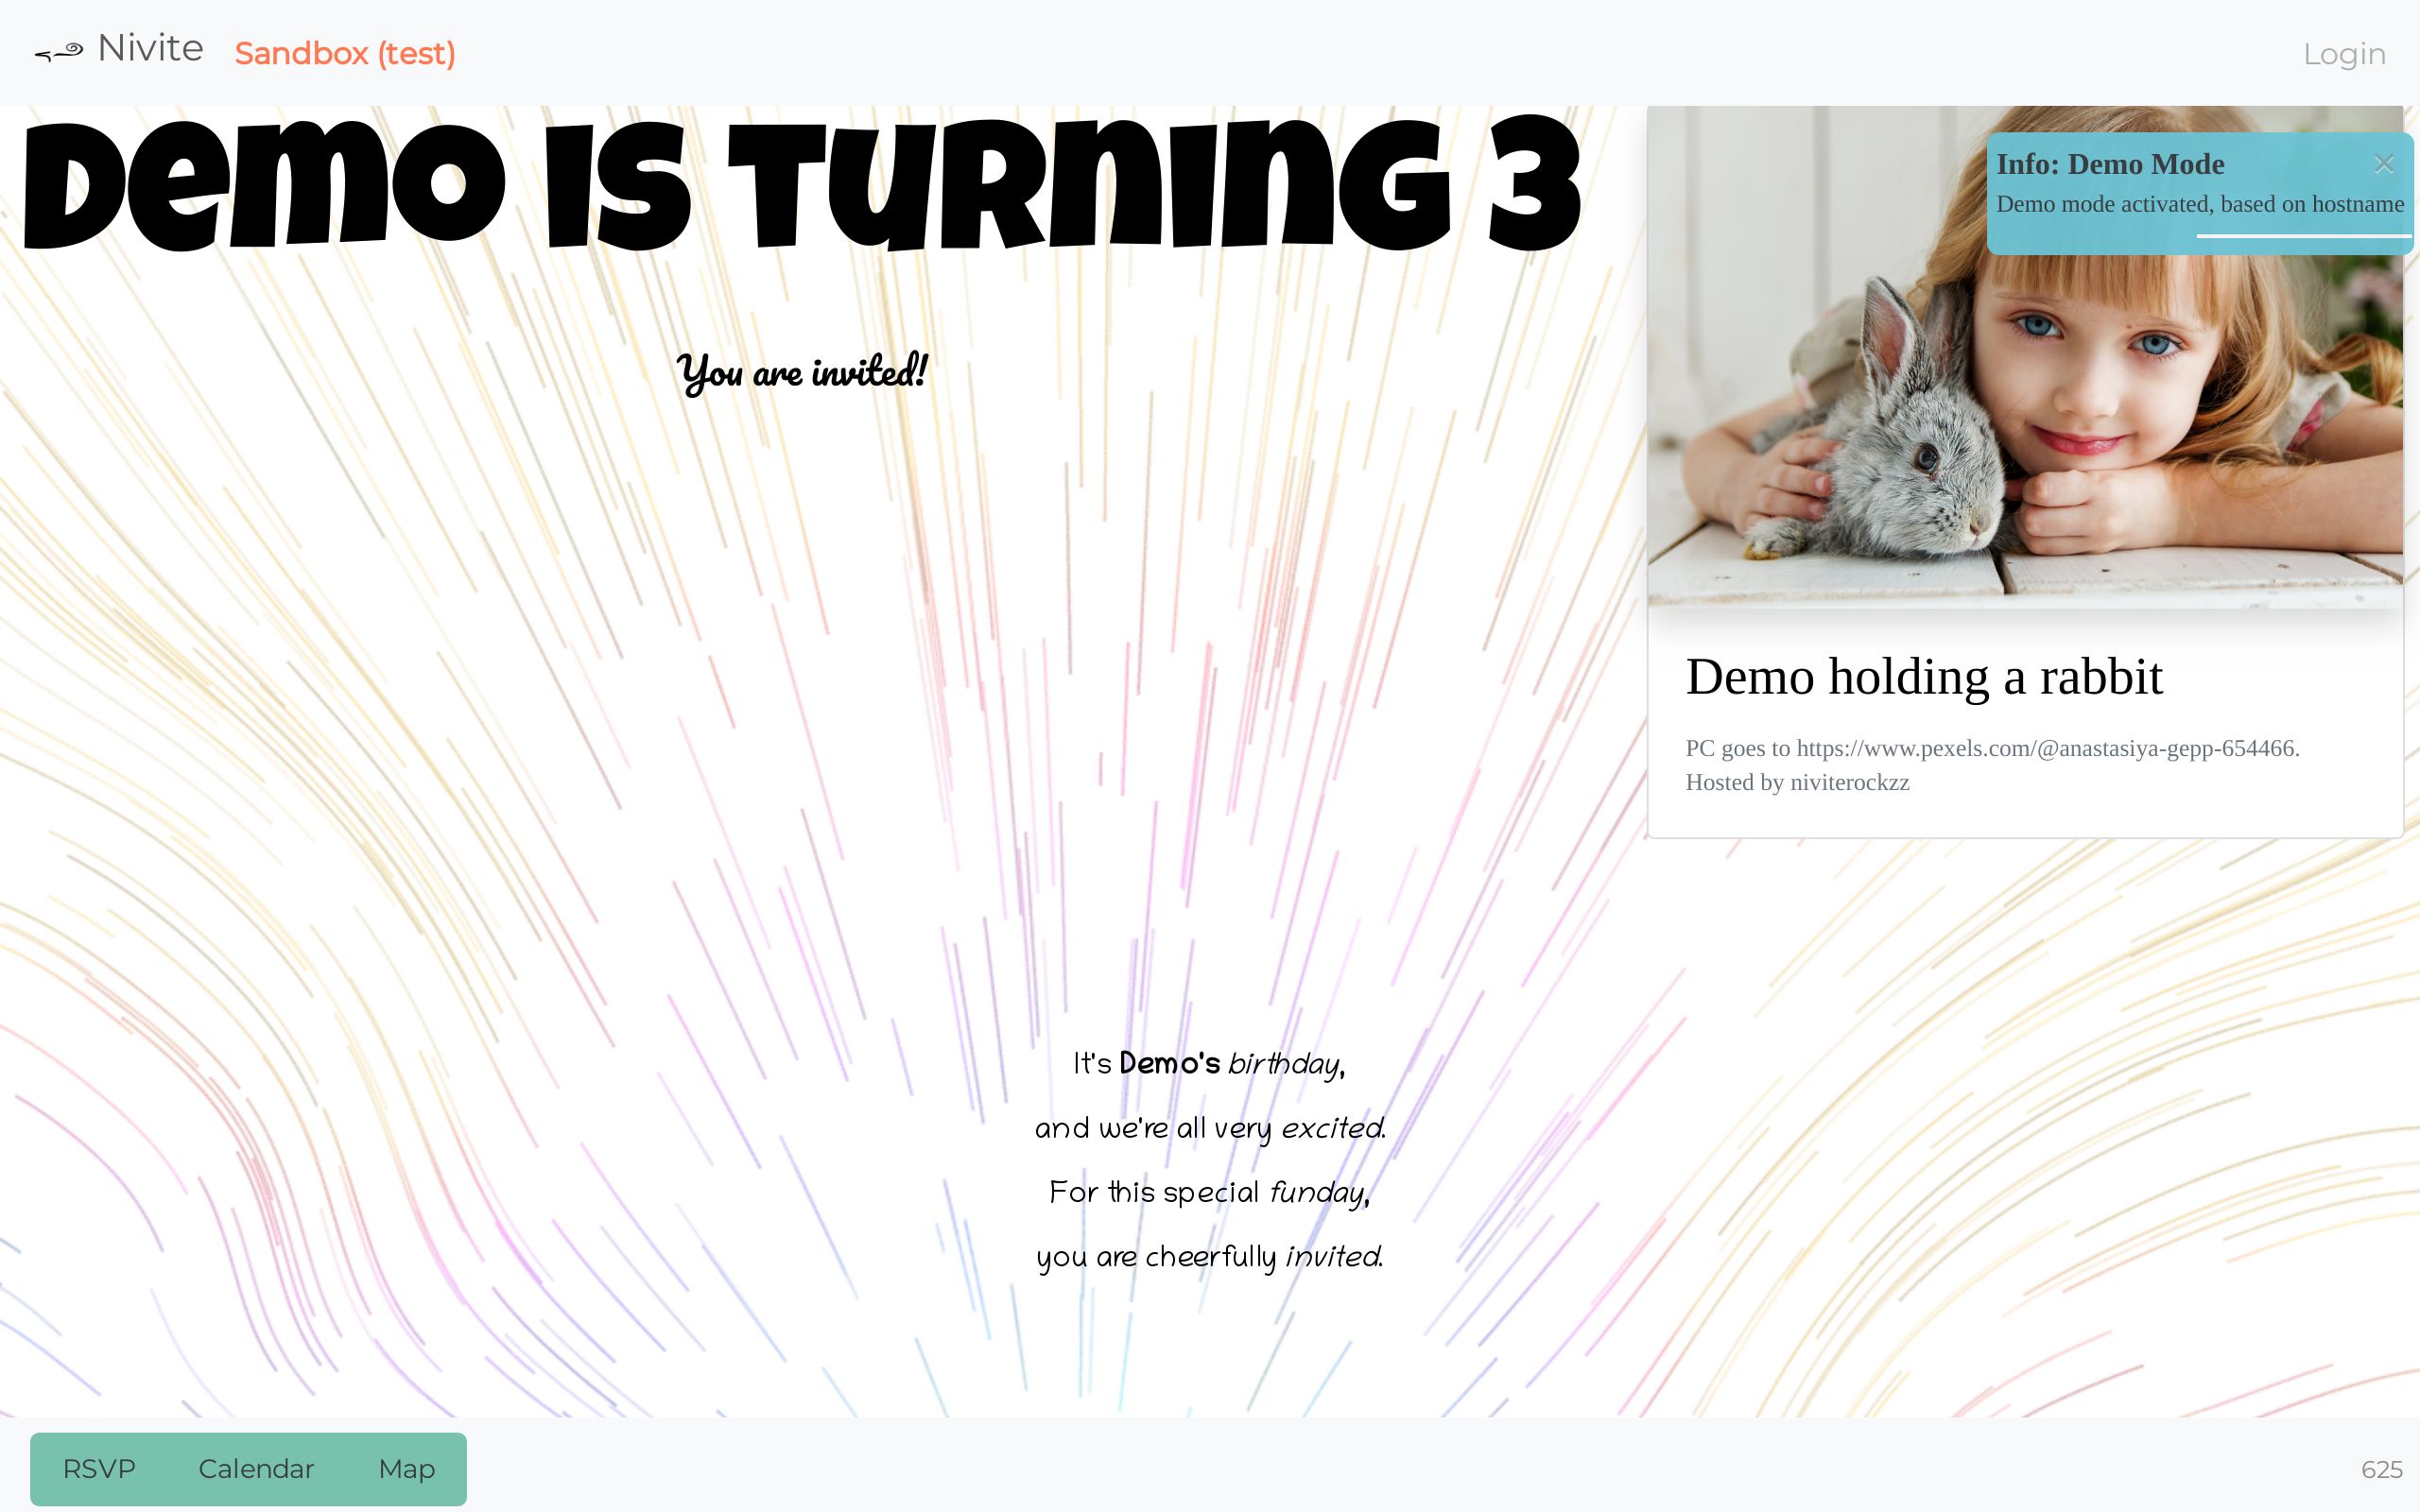 Nivite Sandbox (test) Login
Demo is Turning 3
Info: Demo Mode
Demo mode activated, based on hostname
You are invited!
Demo holding a rabbit
PC goes to https://www.pexels.com/@anastasiya-gepp-654466.
Hosted by niviterockzz
It's Demo's birthday,
and we're all very excited.
For this special funday,
you are cheerfully invited.
RSVP Calendar Map 625